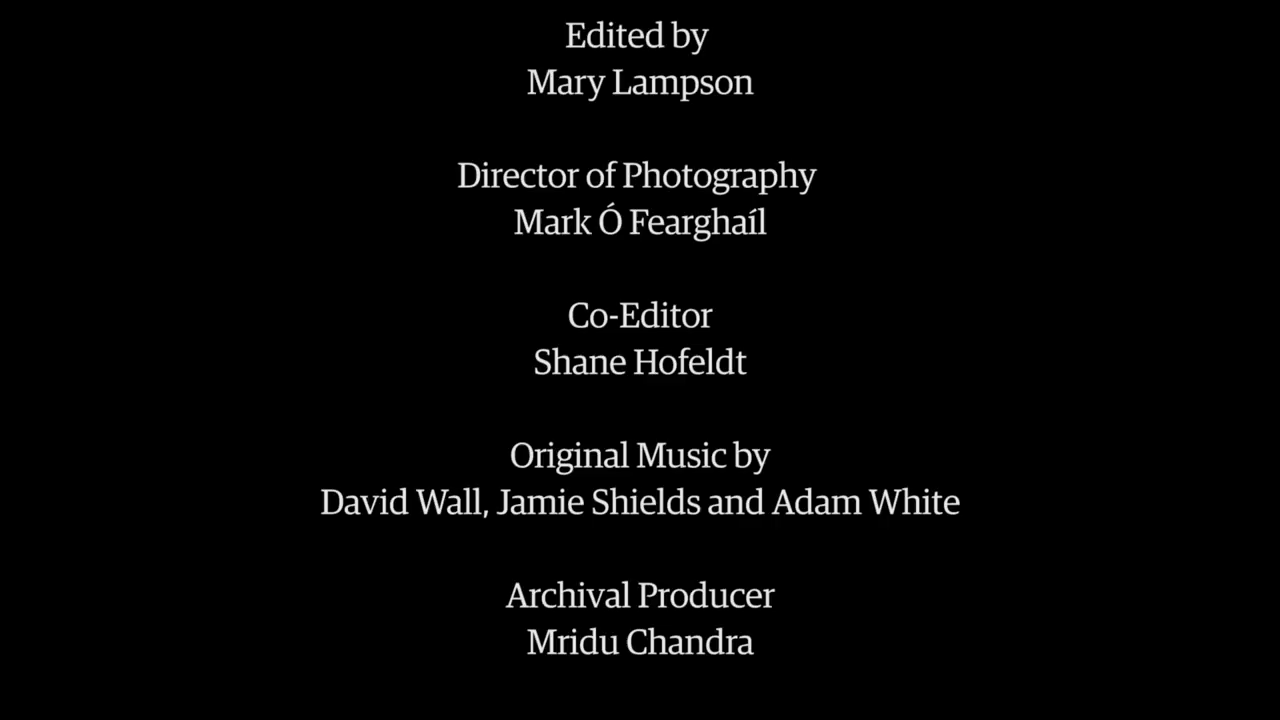 Edited by
Mary Lampson
Director of Photography
Mark Ó Fearghaíl
Co-Editor
Shane Hofeldt
Original Music by
David Wall, Jamie Shields and Adam White
Archival Producer
Mridu Chandra